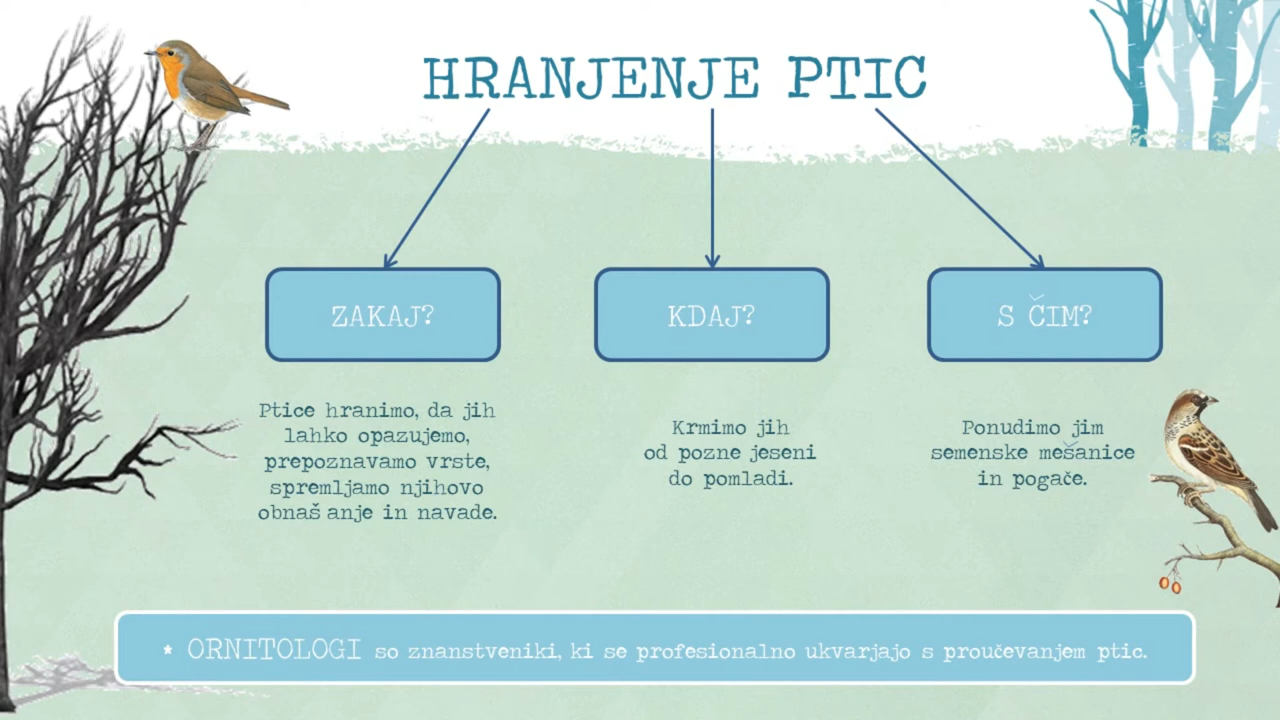 HRANJENJE PTIC
ZAKAJ?
Ptice hranimo, da jih
lahko opazujemo,
prepoznavamo vrste,
spremljamo njihovo
obnašanje in navade.
KDAJ?
Krmimo jih
od pozne jeseni
do pomladi.
S ČIM?
Ponudimo jim
semenske mešanice
in pogače.
* ORNITOLOGI so znanstveniki, ki se profesionalno ukvarjajo s proučevanjem ptic.